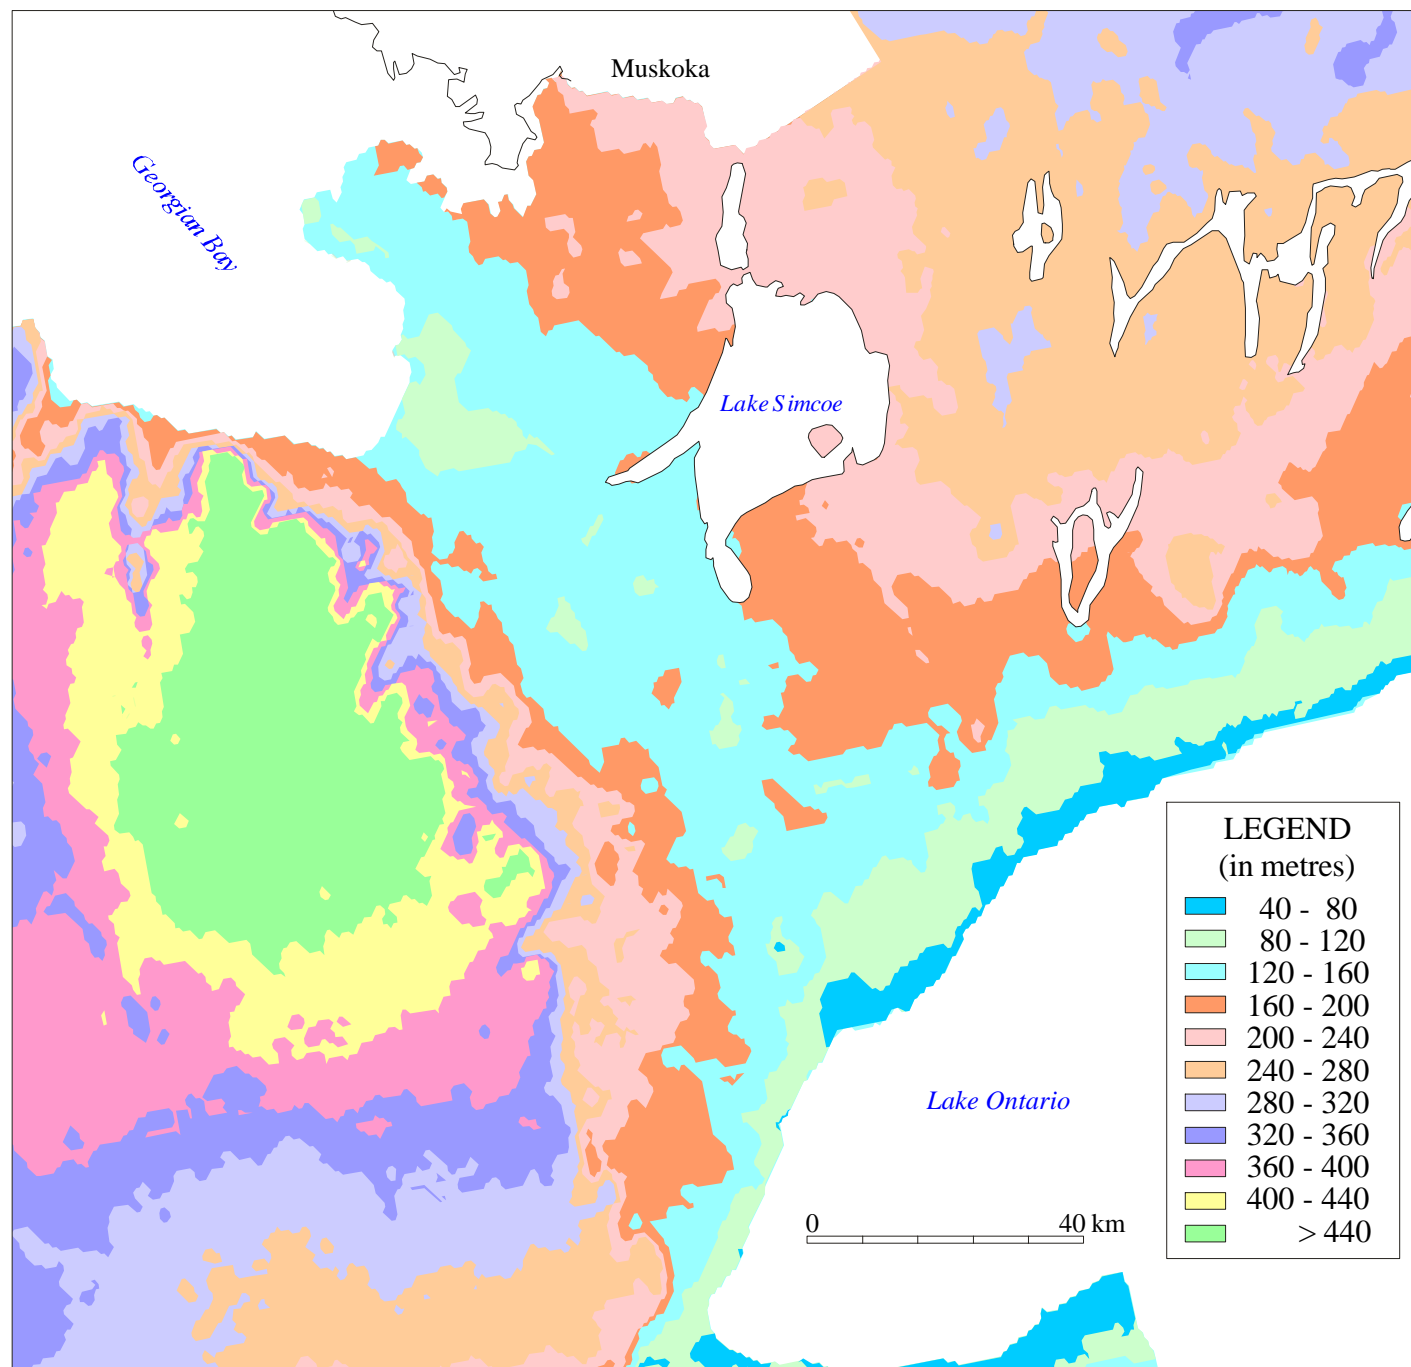 Muskoka
Georgian Bay
Lake Simcoe
LEGEND
(in metres)
40 - 80
80 - 120
120 - 160
160 - 200
200 - 240
240 - 280
280 - 320
320 - 360
360 - 400
400 - 440
> 440
Lake Ontario
0 40 km